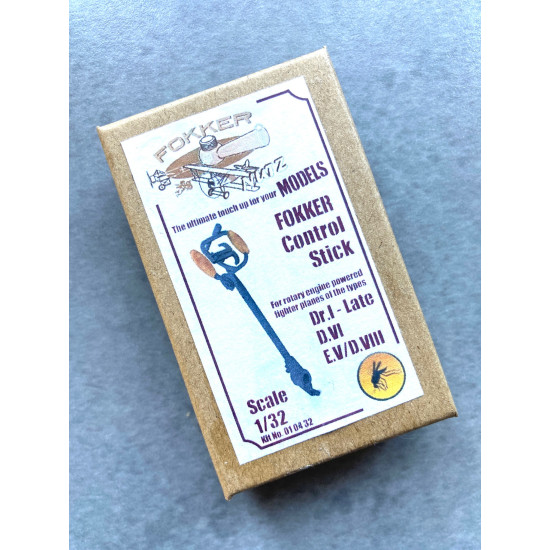 FOKKER
The ultimate touch up for your MODELS
FOKKER
Control
Stick
For rotary engine powered
fighter planes of the types
Dr.I - Late
D.VI
E.V/D.VIII
Scale
1/32
Kit No. 01 04 32